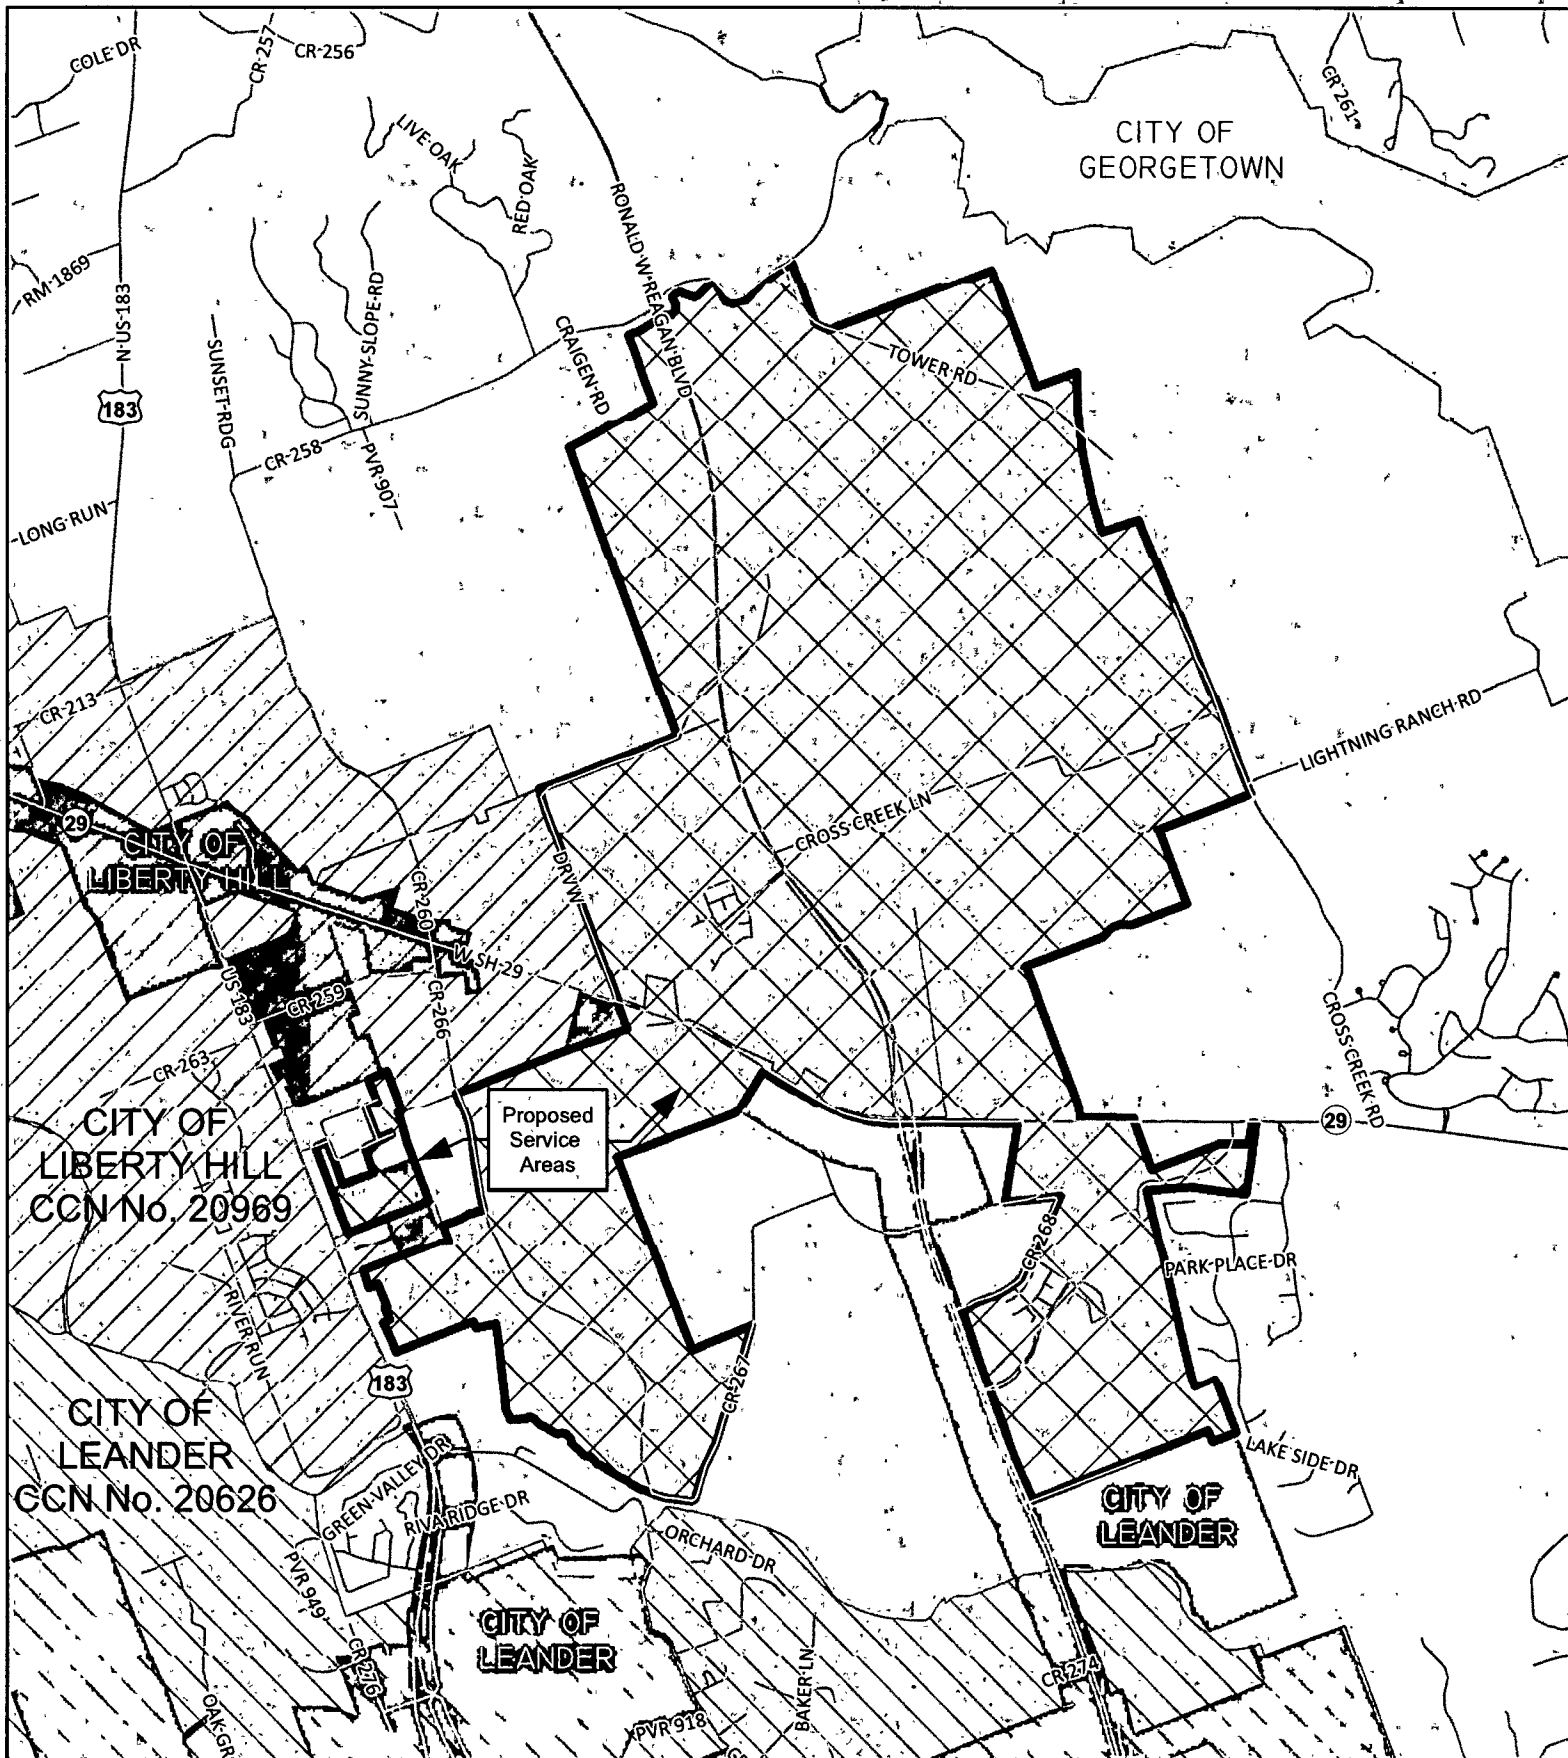 COLE DR
CR 257
CR-256
CR 261
CITY OF
GEORGETOWN
LIVE OAK
RED OAK
RONALD W REAGAN BLVD
RM-1869
N US-183
SUNNY-SLOPE-RD
SUNSET-RDG
CRAIGEN-RD
TOWER RD
183
CR-258
PVR-907
LONG RUN
CR-213
LIGHTNING RANCH RD
CROSS CREEK LN
29
CITY OF
LIBERTY HILL
CR-260
DRVW
W SH-29
US-183
CR 259
CR-266
CROSS CREEK RD
CR-263
CITY OF
LIBERTY HILL
CCN No. 20969
Proposed
Service
Areas
29
CR-268
PARK-PLACE-DR
RIVER RUN
183
CR-267
CITY OF
LEANDER
CCN No. 20626
GREEN-VALLEY DR
RIVA RIDGE DR
LAKE SIDE DR
CITY OF
LEANDER
ORCHARD DR
PVR 949
CITY OF
LEANDER
CR-276
OAK GR
BAKER LN
CR 274
PVR 918